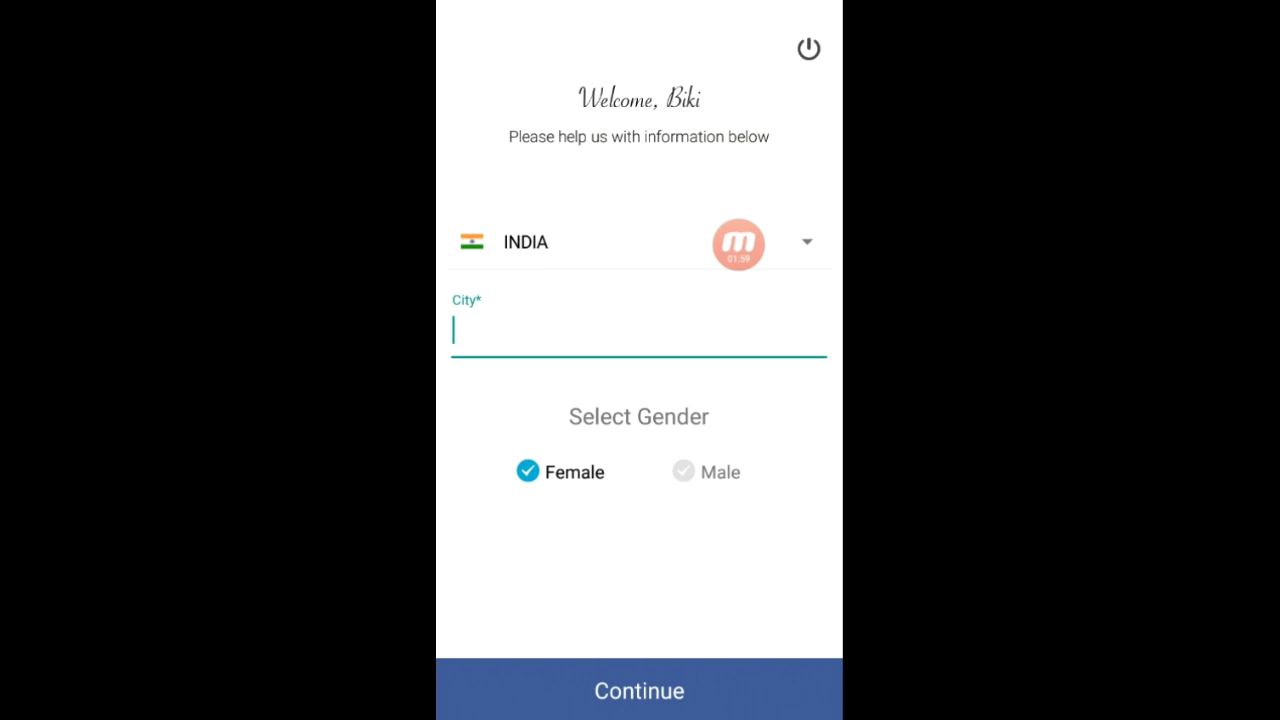 Welcome, Biki
Please help us with information below
INDIA
m
01:59
City*
Select Gender
Female
Male
Continue